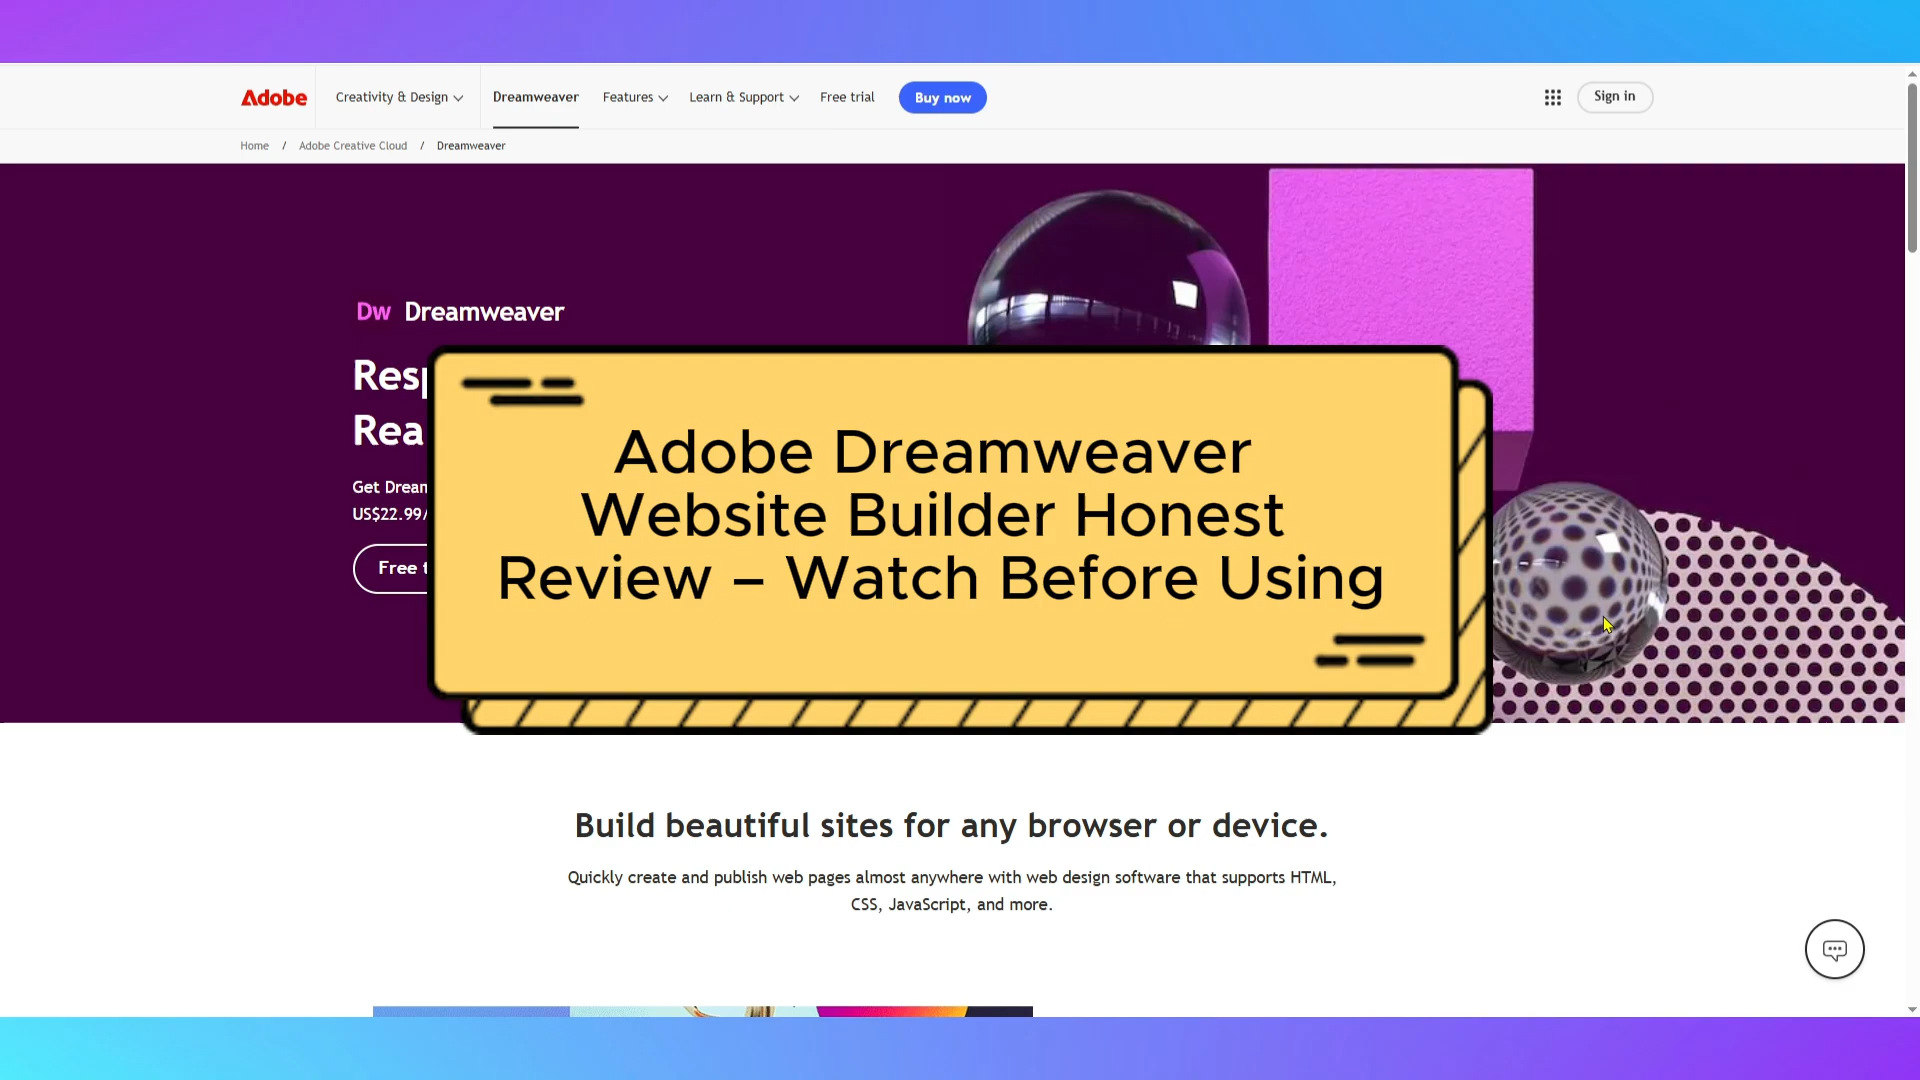 Adobe
Creativity & Design
Dreamweaver
Features
Learn & Support
Free trial
Buy now
Sign in
Home / Adobe Creative Cloud / Dreamweaver
Dw Dreamweaver
Adobe Dreamweaver
Website Builder Honest
Review – Watch Before Using
Get
US$22.99/
Free
Build beautiful sites for any browser or device.
Quickly create and publish web pages almost anywhere with web design software that supports HTML,
CSS, JavaScript, and more.